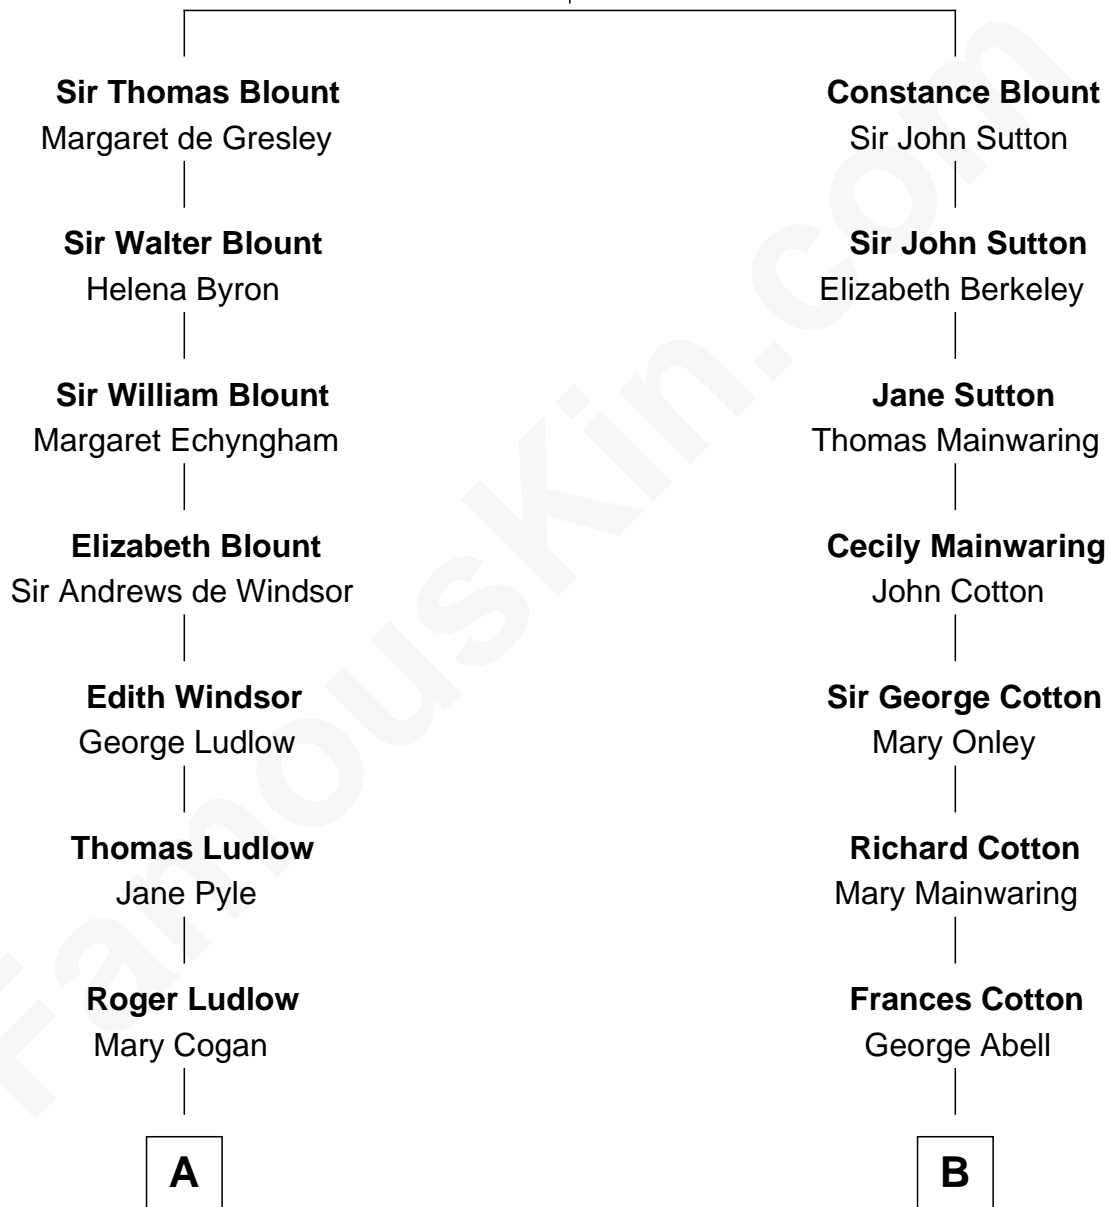 Sir Thomas Blount
Margaret de Gresley
Sir Walter Blount
Helena Byron
Sir William Blount
Margaret Echyngham
Elizabeth Blount
Sir Andrews de Windsor
Edith Windsor
George Ludlow
Thomas Ludlow
Jane Pyle
Roger Ludlow
Mary Cogan
A
Constance Blount
Sir John Sutton
Sir John Sutton
Elizabeth Berkeley
Jane Sutton
Thomas Mainwaring
Cecily Mainwaring
John Cotton
Sir George Cotton
Mary Onley
Richard Cotton
Mary Mainwaring
Frances Cotton
George Abell
B
FamousKin.com